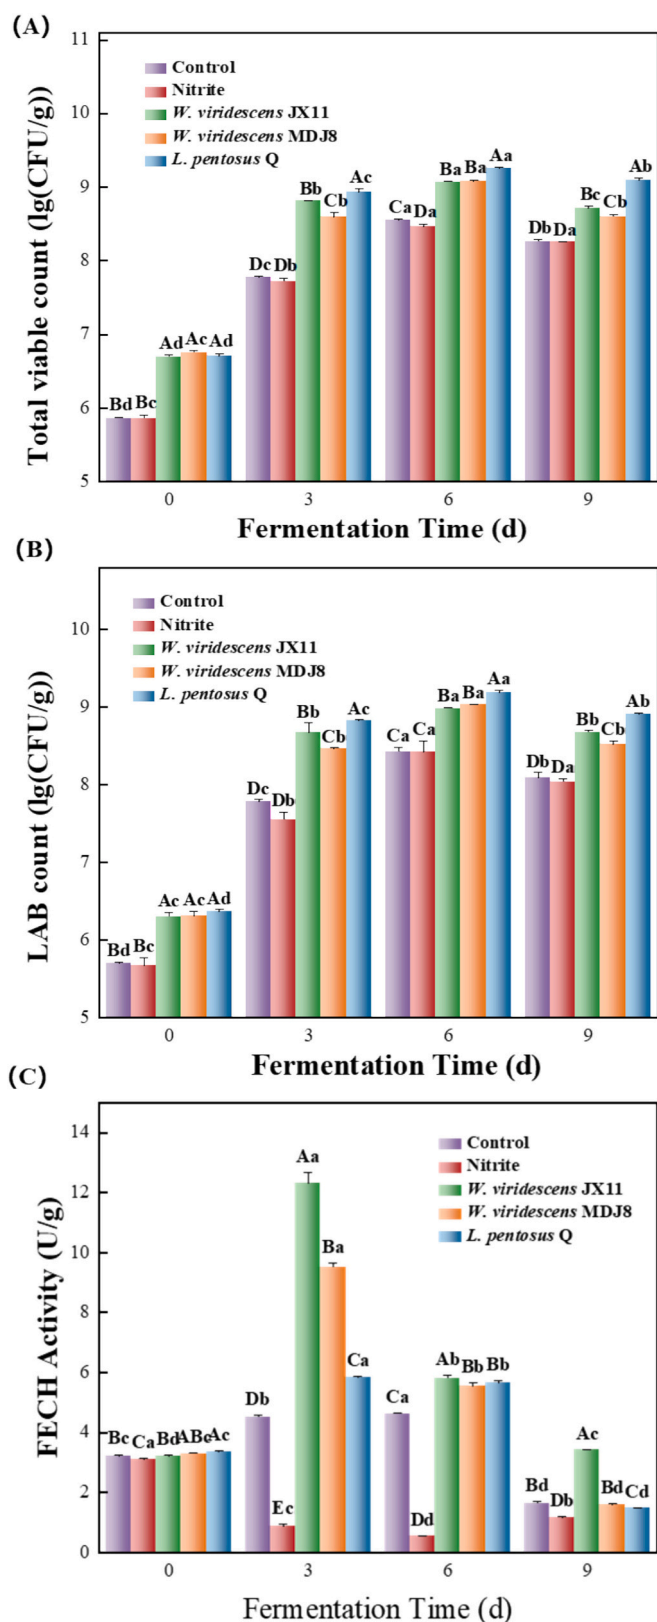 (A)
Total viable count (lg(CFU/g))
11
10
9
8
7
6
5
Control
Nitrite
W. viridescens JX11
W. viridescens MDJ8
L. pentosus Q
Bd Bc Ad Ac Ad
Dc Db Bb Cb Ac
Ca Da Ba Ba Aa
Db Da Bc Cb Ab
0 3 6 9
Fermentation Time (d)
(B)
LAB count (lg(CFU/g))
10
9
8
7
6
5
Control
Nitrite
W. viridescens JX11
W. viridescens MDJ8
L. pentosus Q
Bd Bc Ac Ac Ad
Dc Db Bb Cb Ac
Ca Ca Ba Ba Aa
Db Da Bb Cb Ab
0 3 6 9
Fermentation Time (d)
(C)
FECH Activity (U/g)
14
12
10
8
6
4
2
0
Control
Nitrite
W. viridescens JX11
W. viridescens MDJ8
L. pentosus Q
Bc Ca Bd ABc Ac
Db Ec Aa Ba Ca
Ca Dd Ab Bb Bb
Bd Db Ac Bd Cd
0 3 6 9
Fermentation Time (d)